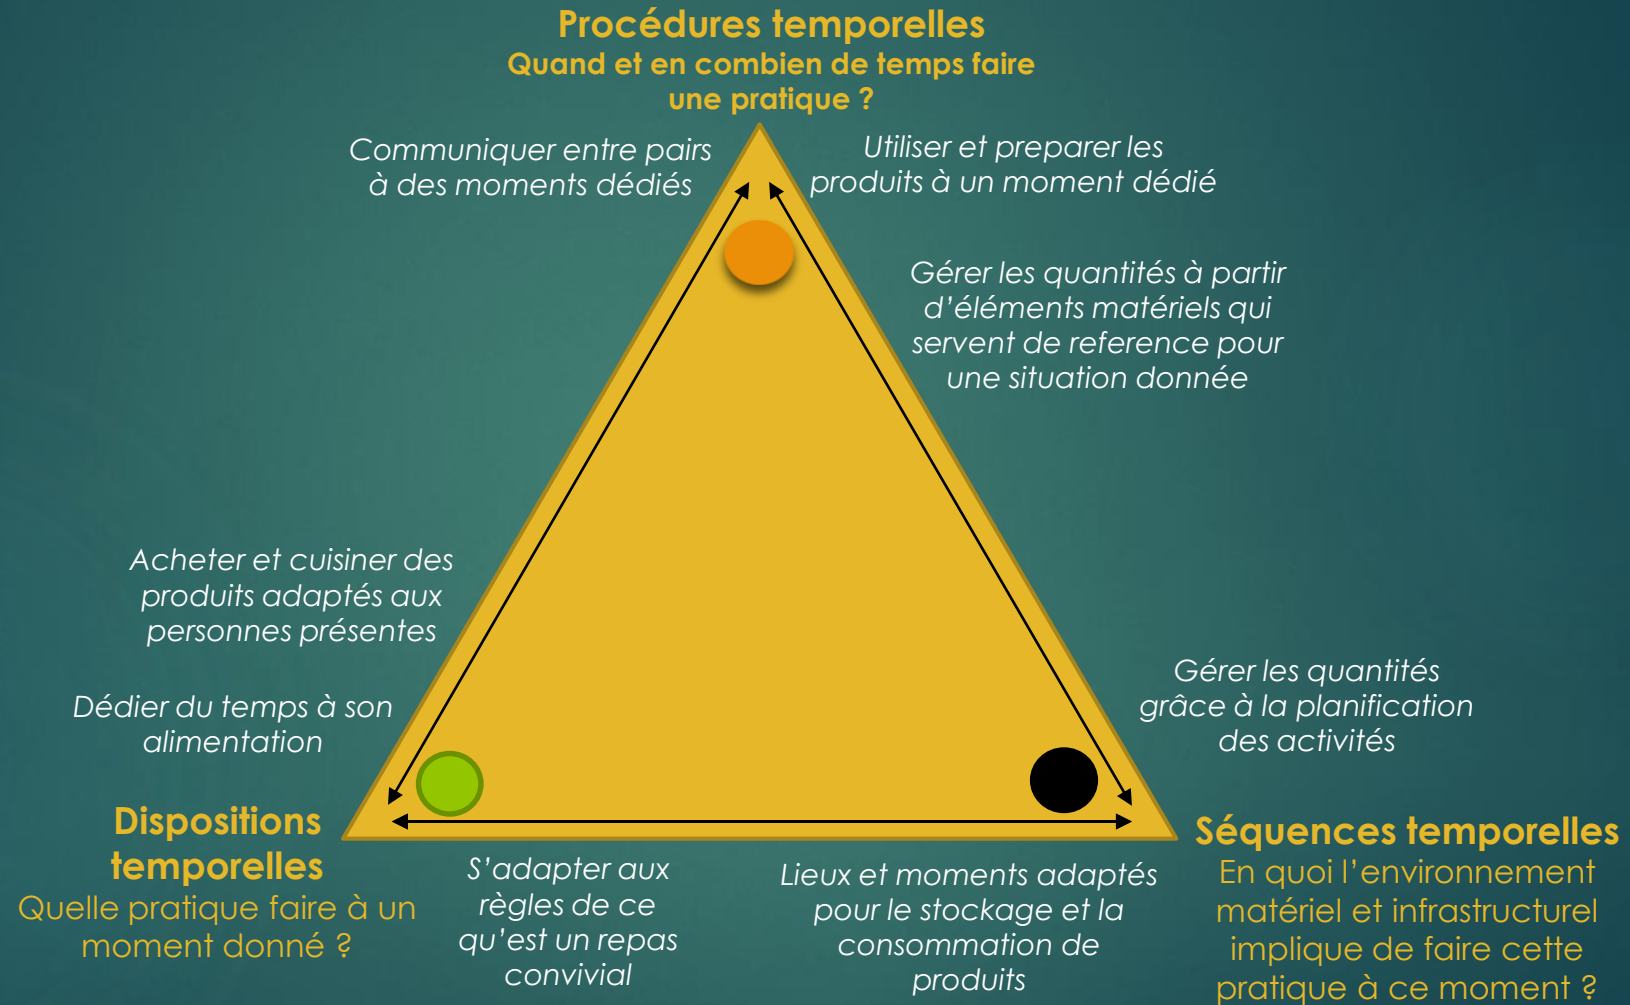 Procédures temporelles
Quand et en combien de temps faire
une pratique ?
Communiquer entre pairs
à des moments dédiés
Utiliser et preparer les
produits à un moment dédié
Gérer les quantités à partir
d’éléments matériels qui
servent de reference pour
une situation donnée
Acheter et cuisiner des
produits adaptés aux
personnes présentes
Dédier du temps à son
alimentation
Gérer les quantités
grâce à la planification
des activités
Dispositions
temporelles
Quelle pratique faire à un
moment donné ?
S’adapter aux
règles de ce
qu’est un repas
convivial
Lieux et moments adaptés
pour le stockage et la
consommation de
produits
Séquences temporelles
En quoi l’environnement
matériel et infrastructurel
implique de faire cette
pratique à ce moment ?